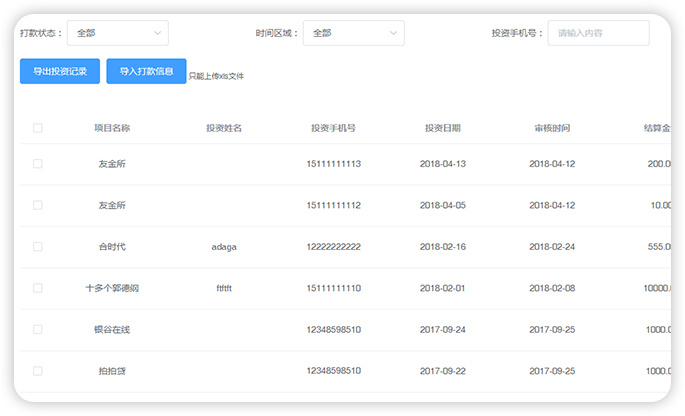 打款状态： 全部 时间区域： 全部 投资手机号： 请输入内容
导出投资记录 导入打款信息 只能上传xls文件
项目名称 投资姓名 投资手机号 投资日期 审核时间 结算金
友金所 15111111113 2018-04-13 2018-04-12 200.0
友金所 15111111112 2018-04-05 2018-04-12 10.00
合时代 adaga 12222222222 2018-02-16 2018-02-24 555.0
十多个郭德纲 ftftft 15111111110 2018-02-01 2018-02-08 10000.
银谷在线 12348598510 2017-09-24 2017-09-25 1000.0
拍拍贷 12348598510 2017-09-22 2017-09-25 1000.0